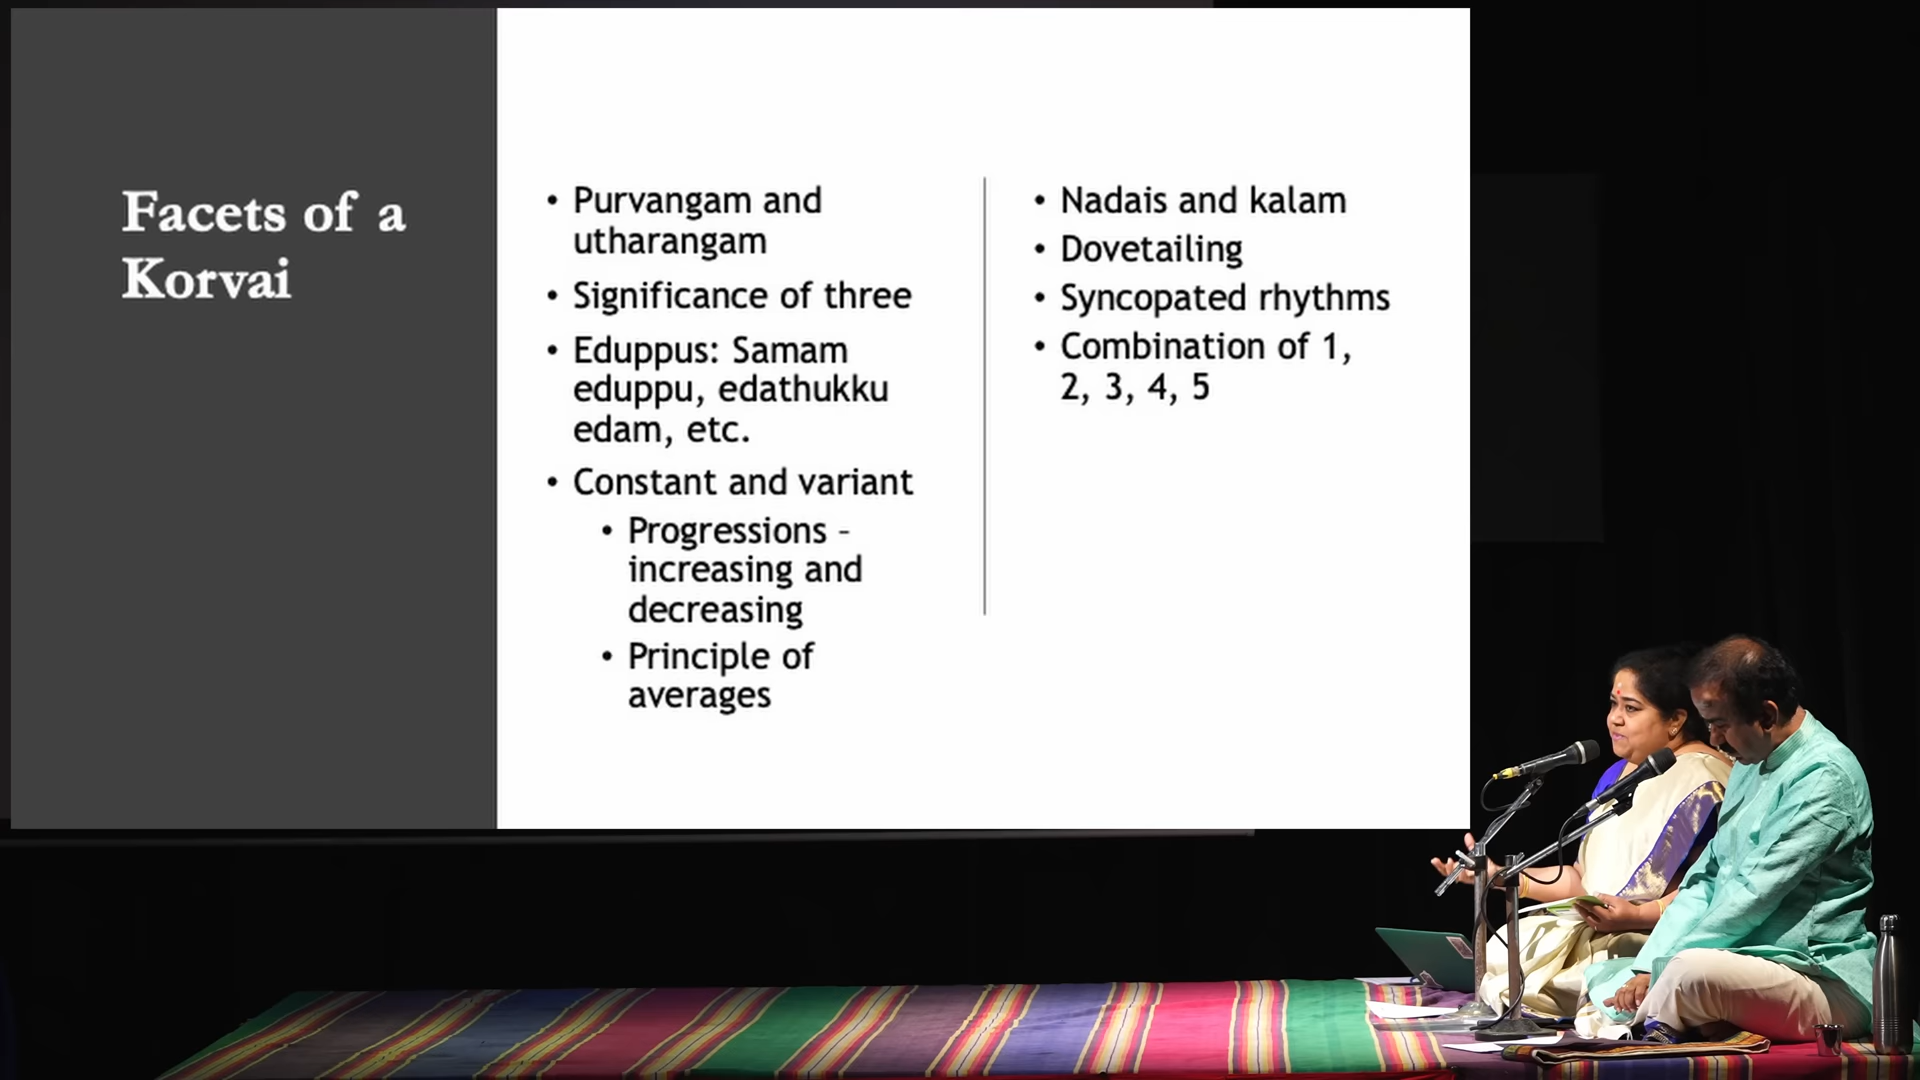 Facets of a
Korvai
• Purvangam and
utharangam
• Significance of three
• Eduppus: Samam
eduppu, edathukku
edam, etc.
• Constant and variant
• Progressions –
increasing and
decreasing
• Principle of
averages
• Nadais and kalam
• Dovetailing
• Syncopated rhythms
• Combination of 1,
2, 3, 4, 5